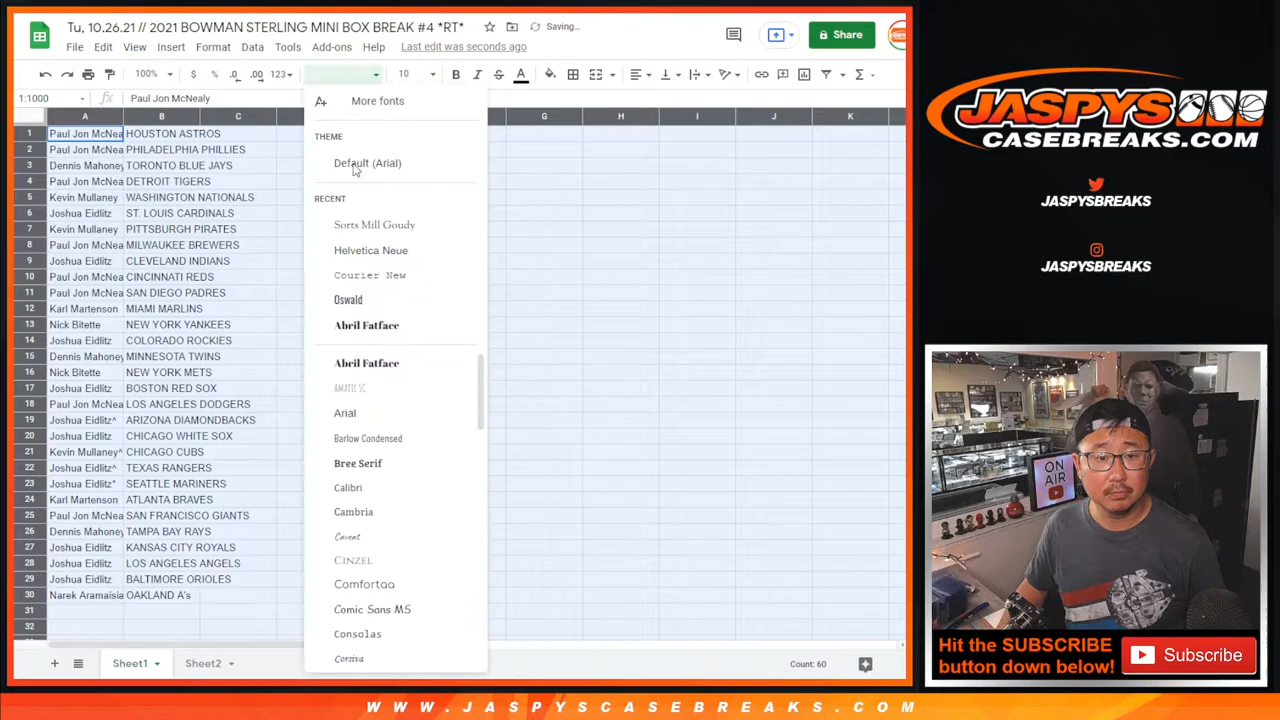 Tu, 10.26.21 // 2021 BOWMAN STERLING MINI BOX BREAK #4 *RT*
Saving...
File Edit View Insert Format Data Tools Add-ons Help Last edit was seconds ago
Share
100% $ % .0 .00 123 10 B I S A
1:1000 fx Paul Jon McNealy
A B C G H I J K
1 Paul Jon McNea HOUSTON ASTROS
2 Paul Jon McNea PHILADELPHIA PHILLIES
3 Dennis Mahoney TORONTO BLUE JAYS
4 Paul Jon McNea DETROIT TIGERS
5 Kevin Mullaney WASHINGTON NATIONALS
6 Joshua Eidlitz ST. LOUIS CARDINALS
7 Kevin Mullaney PITTSBURGH PIRATES
8 Paul Jon McNea MILWAUKEE BREWERS
9 Joshua Eidlitz CLEVELAND INDIANS
10 Paul Jon McNea CINCINNATI REDS
11 Paul Jon McNea SAN DIEGO PADRES
12 Karl Martenson MIAMI MARLINS
13 Nick Bitette NEW YORK YANKEES
14 Joshua Eidlitz COLORADO ROCKIES
15 Dennis Mahoney MINNESOTA TWINS
16 Nick Bitette NEW YORK METS
17 Joshua Eidlitz BOSTON RED SOX
18 Paul Jon McNea LOS ANGELES DODGERS
19 Joshua Eidlitz^ ARIZONA DIAMONDBACKS
20 Joshua Eidlitz CHICAGO WHITE SOX
21 Kevin Mullaney^ CHICAGO CUBS
22 Joshua Eidlitz^ TEXAS RANGERS
23 Joshua Eidlitz* SEATTLE MARINERS
24 Karl Martenson ATLANTA BRAVES
25 Paul Jon McNea SAN FRANCISCO GIANTS
26 Dennis Mahoney TAMPA BAY RAYS
27 Joshua Eidlitz KANSAS CITY ROYALS
28 Joshua Eidlitz LOS ANGELES ANGELS
29 Joshua Eidlitz BALTIMORE ORIOLES
30 Narek Aramaisia OAKLAND A's
31
32
More fonts
THEME
Default (Arial)
RECENT
Sorts Mill Goudy
Helvetica Neue
Courier New
Oswald
Abril Fatface
Abril Fatface
AMATIC SC
Arial
Barlow Condensed
Bree Serif
Calibri
Cambria
Caveat
CINZEL
Comfortaa
Comic Sans MS
Consolas
Corsiva
Sheet1 Sheet2 Count: 60
JASPYS
CASEBREAKS.COM
JASPYSBREAKS
JASPYSBREAKS
ON
AIR
Hit the SUBSCRIBE
button down below!
Subscribe
WWW.JASPYSCASEBREAKS.COM